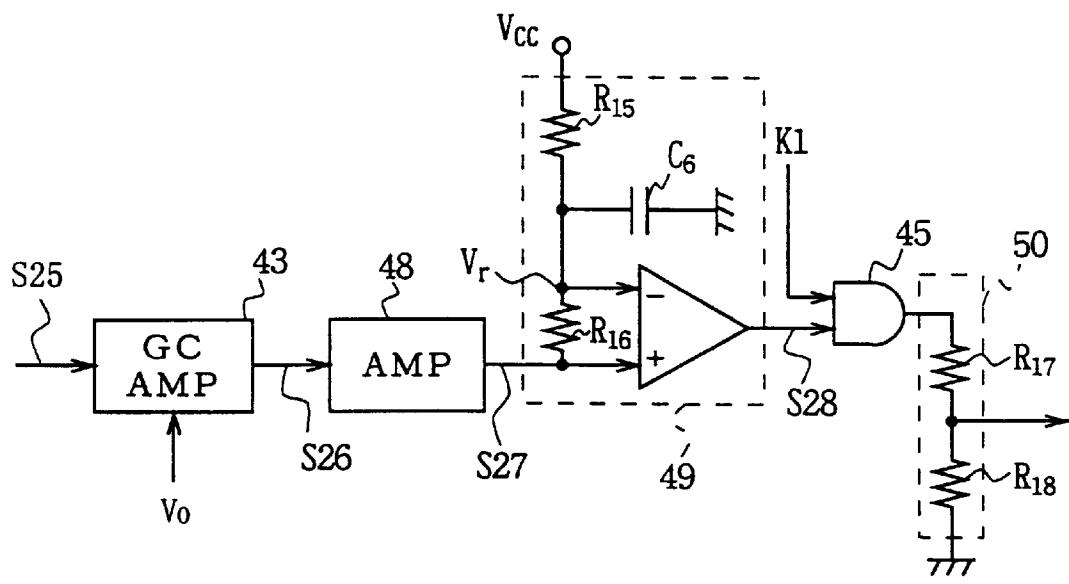 V_CC
R_15
K1
C_6
45
50
S25
43
48
V_r
−
GC
AMP
AMP
R_16
+
R_17
S28
S26
S27
49
R_18
V_0